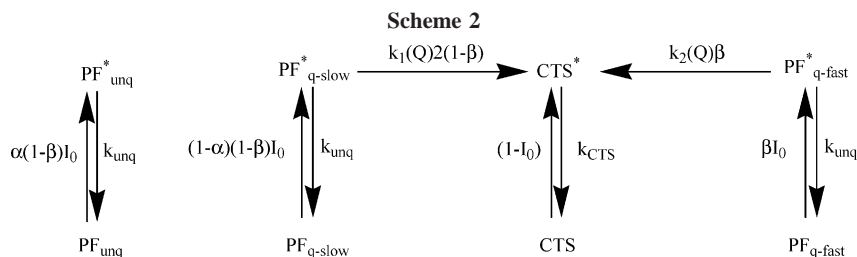 Scheme 2
k₁(Q)2(1-β) k₂(Q)β
PF*unq PF*q-slow CTS* PF*q-fast
α(1-β)I₀ kunq (1-α)(1-β)I₀ kunq (1-I₀) kCTS βI₀ kunq
PFunq PFq-slow CTS PFq-fast